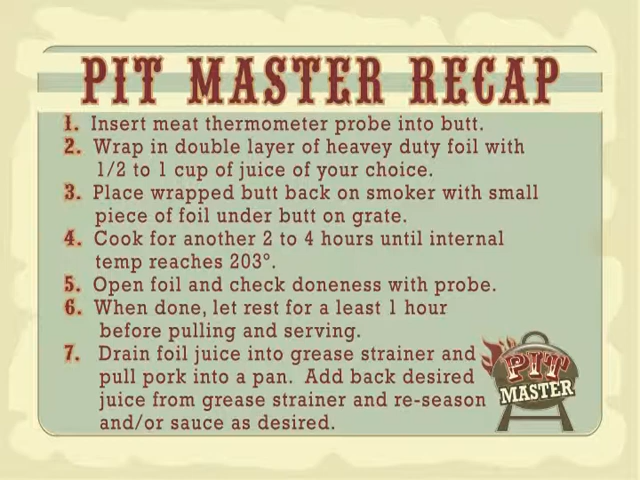 PIT MASTER RECAP
1. Insert meat thermometer probe into butt.
2. Wrap in double layer of heavey duty foil with
1/2 to 1 cup of juice of your choice.
3. Place wrapped butt back on smoker with small
piece of foil under butt on grate.
4. Cook for another 2 to 4 hours until internal
temp reaches 203°.
5. Open foil and check doneness with probe.
6. When done, let rest for a least 1 hour
before pulling and serving.
7. Drain foil juice into grease strainer and
pull pork into a pan. Add back desired
juice from grease strainer and re-season
and/or sauce as desired.
PIT
MASTER